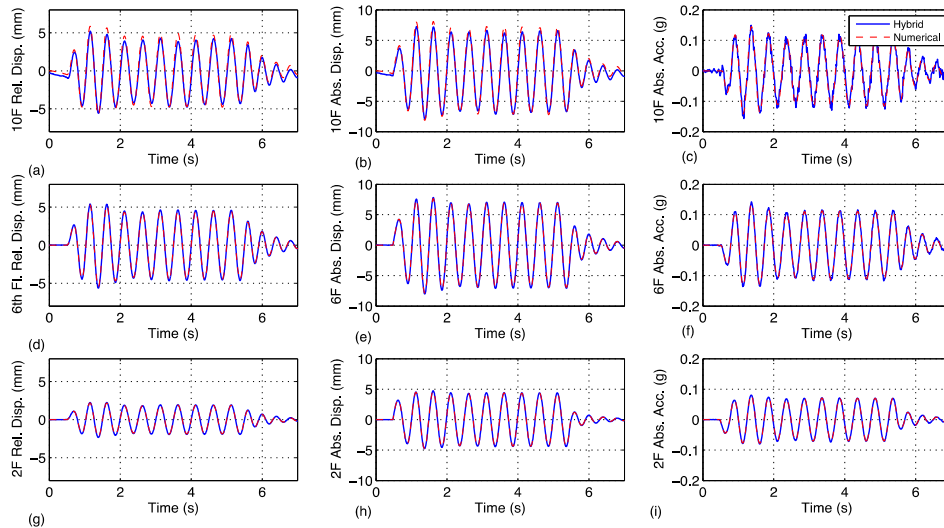 10F Rel. Disp. (mm)
5
0
−5
0
2
4
6
Time (s)
(a)
10F Abs. Disp. (mm)
10
5
0
−5
−10
0
2
4
6
Time (s)
(b)
10F Abs. Acc. (g)
0.2
0.1
0
−0.1
−0.2
0
2
4
6
Time (s)
(c)
Hybrid
Numerical
6th Fl. Rel. Disp. (mm)
5
0
−5
0
2
4
6
Time (s)
(d)
6F Abs. Disp. (mm)
10
5
0
−5
−10
0
2
4
6
Time (s)
(e)
6F Abs. Acc. (g)
0.2
0.1
0
−0.1
−0.2
0
2
4
6
Time (s)
(f)
2F Rel. Disp. (mm)
5
0
−5
0
2
4
6
Time (s)
(g)
2F Abs. Disp. (mm)
10
5
0
−5
−10
0
2
4
6
Time (s)
(h)
2F Abs. Acc. (g)
0.2
0.1
0
−0.1
−0.2
0
2
4
6
Time (s)
(i)